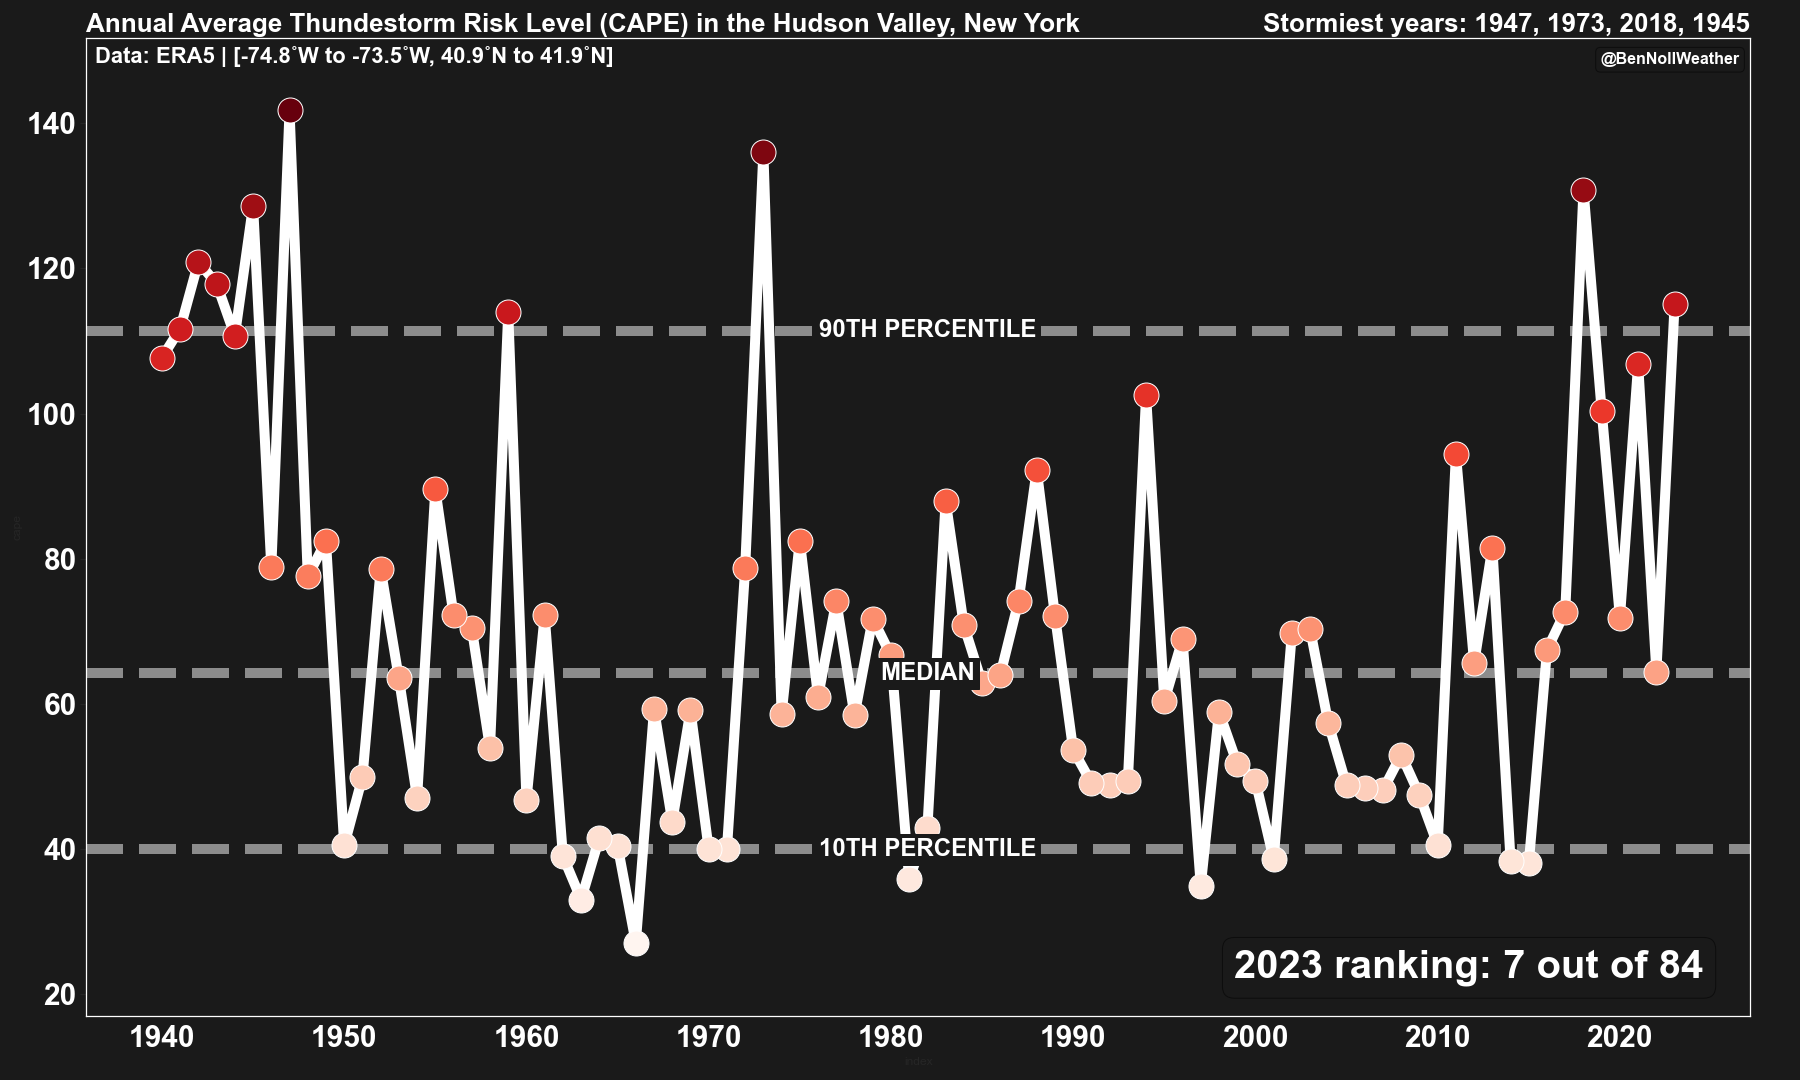 Annual Average Thundestorm Risk Level (CAPE) in the Hudson Valley, New York
Stormiest years: 1947, 1973, 2018, 1945
Data: ERA5 | [-74.8°W to -73.5°W, 40.9°N to 41.9°N]
@BenNollWeather
140
120
90TH PERCENTILE
100
cape
80
MEDIAN
60
10TH PERCENTILE
40
2023 ranking: 7 out of 84
20
1940 1950 1960 1970 1980 1990 2000 2010 2020
index